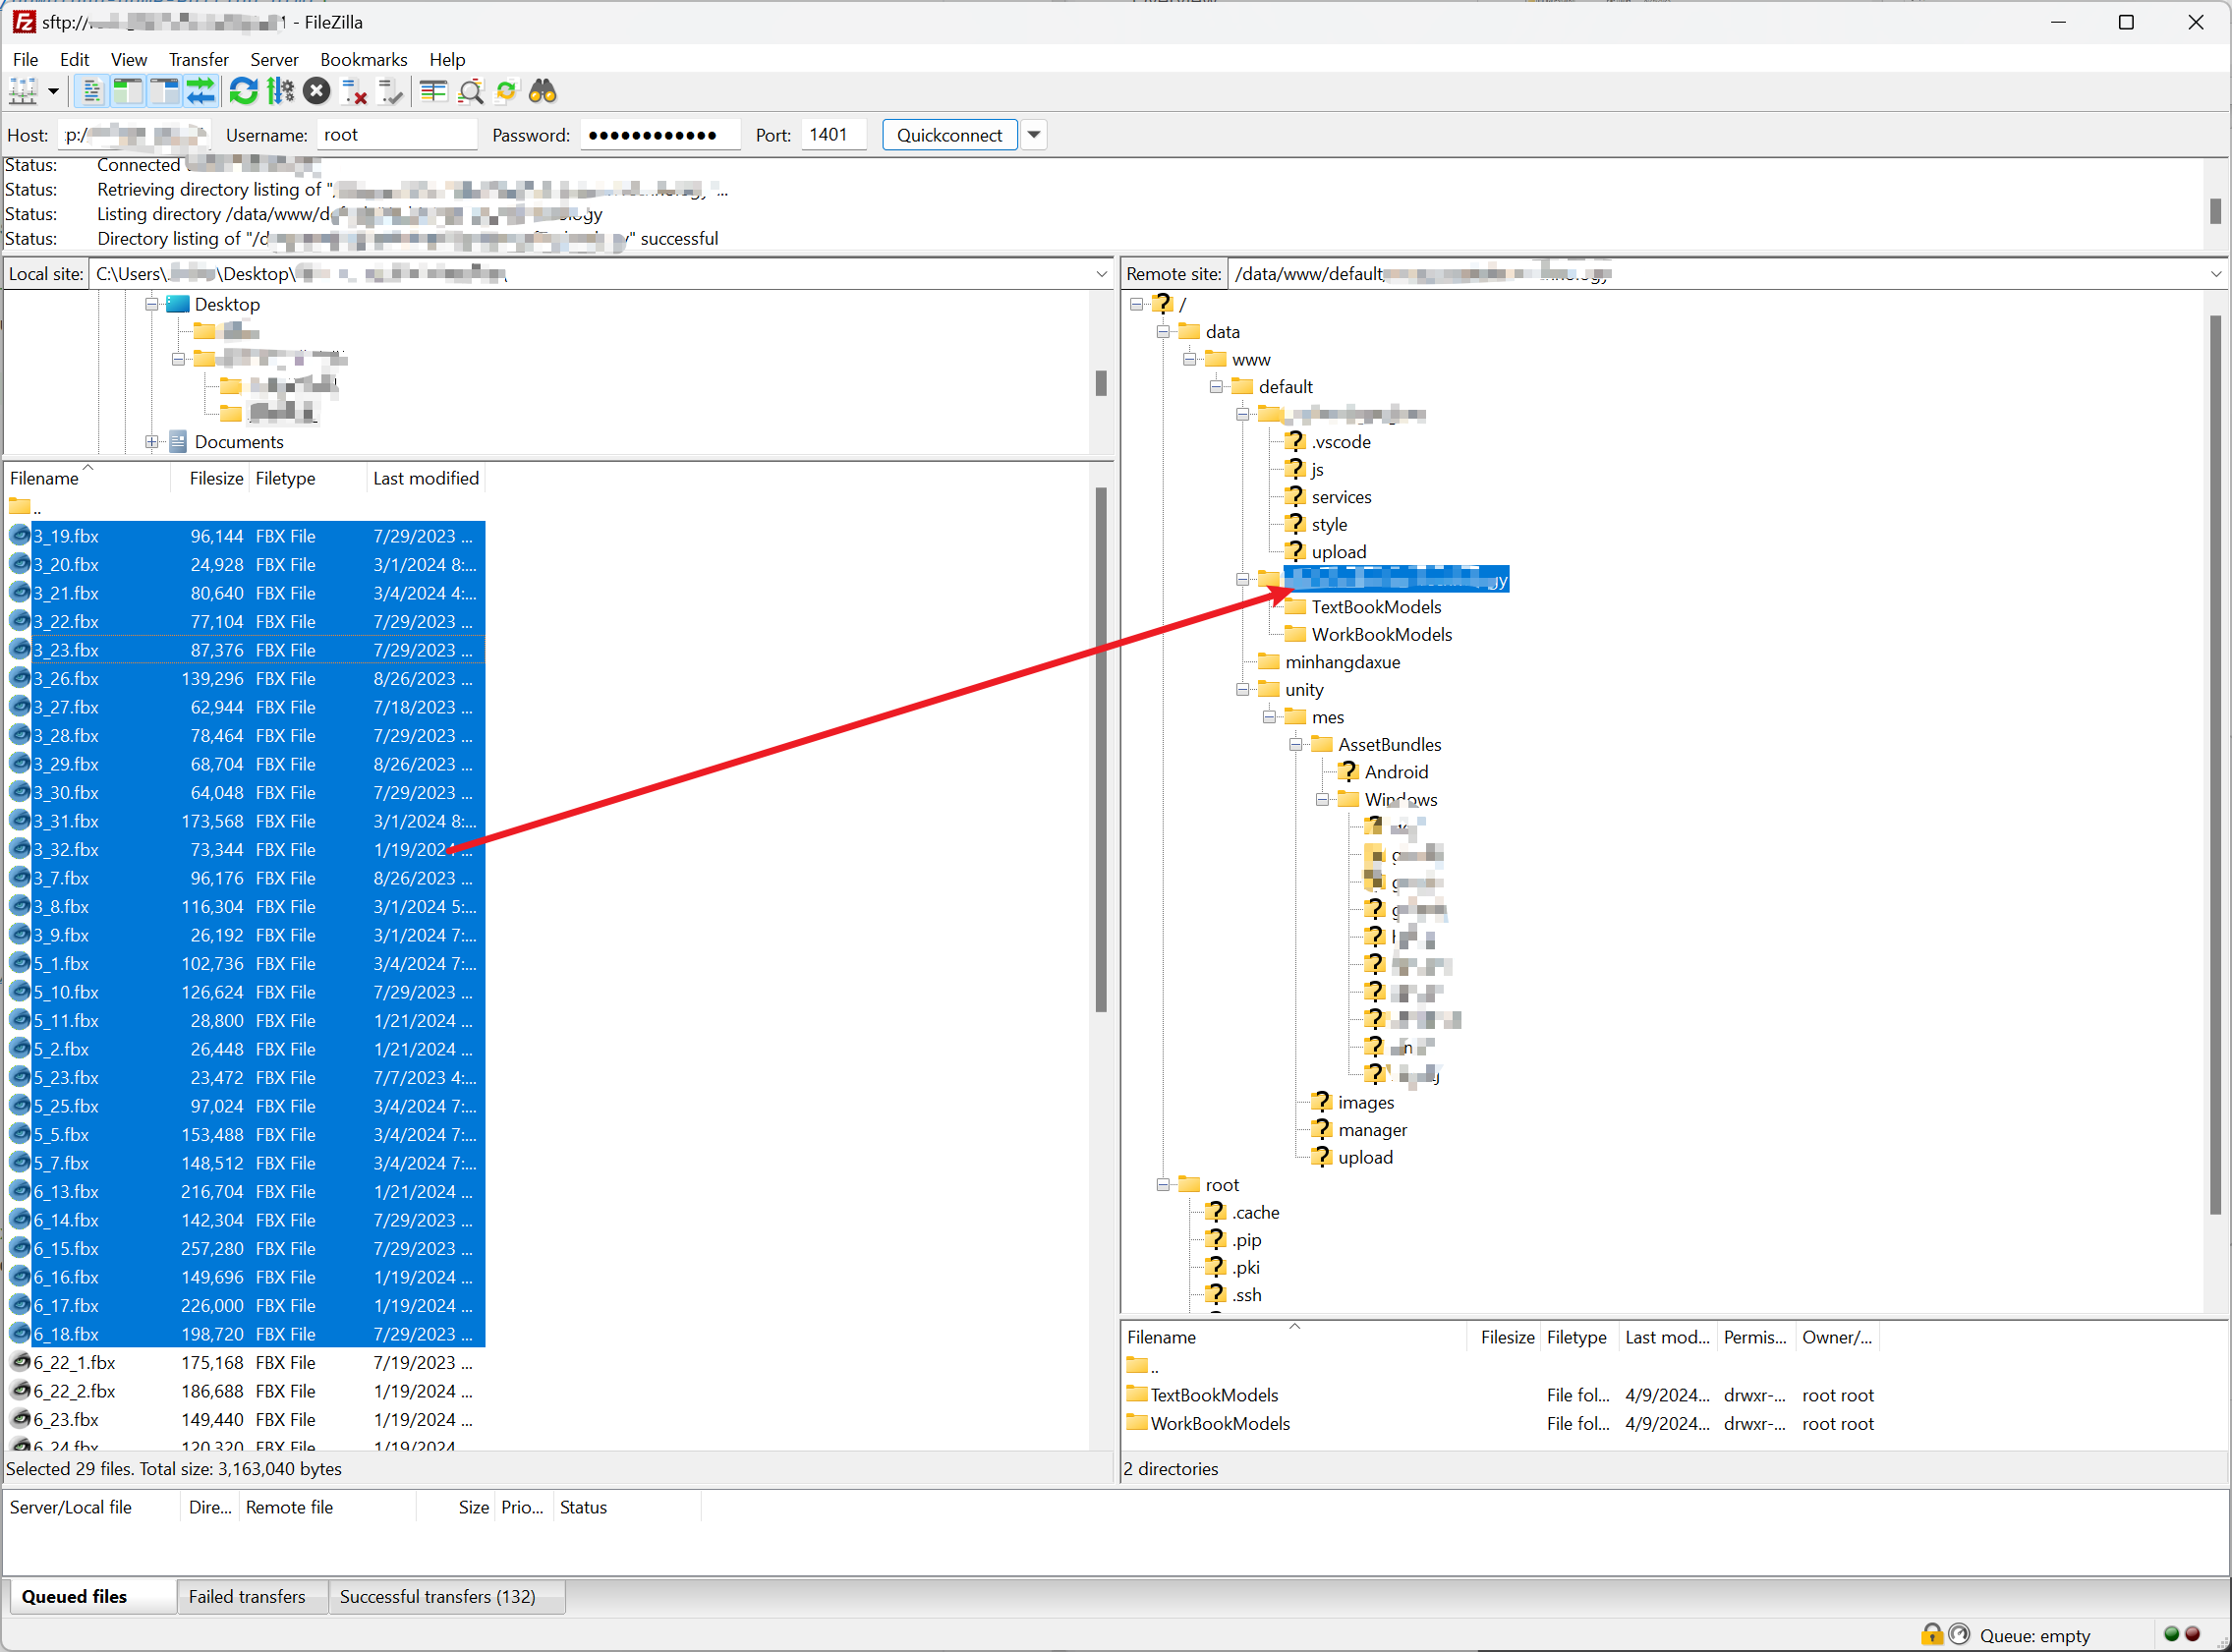 sftp:// - FileZilla
File Edit View Transfer Server Bookmarks Help
Host: Username: root Password: ●●●●●●●●●●●● Port: 1401 Quickconnect
Status: Connected
Status: Retrieving directory listing of " ...
Status: Listing directory /data/www/
Status: Directory listing of " " successful
Local site: C:\Users\ \Desktop\ \
Desktop
Documents
Filename Filesize Filetype Last modified
..
3_19.fbx 96,144 FBX File 7/29/2023 ...
3_20.fbx 24,928 FBX File 3/1/2024 8:...
3_21.fbx 80,640 FBX File 3/4/2024 4:...
3_22.fbx 77,104 FBX File 7/29/2023 ...
3_23.fbx 87,376 FBX File 7/29/2023 ...
3_26.fbx 139,296 FBX File 8/26/2023 ...
3_27.fbx 62,944 FBX File 7/18/2023 ...
3_28.fbx 78,464 FBX File 7/29/2023 ...
3_29.fbx 68,704 FBX File 8/26/2023 ...
3_30.fbx 64,048 FBX File 7/29/2023 ...
3_31.fbx 173,568 FBX File 3/1/2024 8:...
3_32.fbx 73,344 FBX File 1/19/2024 ...
3_7.fbx 96,176 FBX File 8/26/2023 ...
3_8.fbx 116,304 FBX File 3/1/2024 5:...
3_9.fbx 26,192 FBX File 3/1/2024 7:...
5_1.fbx 102,736 FBX File 3/4/2024 7:...
5_10.fbx 126,624 FBX File 7/29/2023 ...
5_11.fbx 28,800 FBX File 1/21/2024 ...
5_2.fbx 26,448 FBX File 1/21/2024 ...
5_23.fbx 23,472 FBX File 7/7/2023 4:...
5_25.fbx 97,024 FBX File 3/4/2024 7:...
5_5.fbx 153,488 FBX File 3/4/2024 7:...
5_7.fbx 148,512 FBX File 3/4/2024 7:...
6_13.fbx 216,704 FBX File 1/21/2024 ...
6_14.fbx 142,304 FBX File 7/29/2023 ...
6_15.fbx 257,280 FBX File 7/29/2023 ...
6_16.fbx 149,696 FBX File 1/19/2024 ...
6_17.fbx 226,000 FBX File 1/19/2024 ...
6_18.fbx 198,720 FBX File 7/29/2023 ...
6_22_1.fbx 175,168 FBX File 7/19/2023 ...
6_22_2.fbx 186,688 FBX File 1/19/2024 ...
6_23.fbx 149,440 FBX File 1/19/2024 ...
6_24.fbx 120,320 FBX File 1/19/2024
Selected 29 files. Total size: 3,163,040 bytes
Remote site: /data/www/default
/
data
www
default
.vscode
js
services
style
upload
TextBookModels
WorkBookModels
minhangdaxue
unity
mes
AssetBundles
Android
Windows
images
manager
upload
root
.cache
.pip
.pki
.ssh
Filename Filesize Filetype Last mod... Permis... Owner/...
..
TextBookModels File fol... 4/9/2024... drwxr-... root root
WorkBookModels File fol... 4/9/2024... drwxr-... root root
2 directories
Server/Local file Dire... Remote file Size Prio... Status
Queued files Failed transfers Successful transfers (132)
Queue: empty